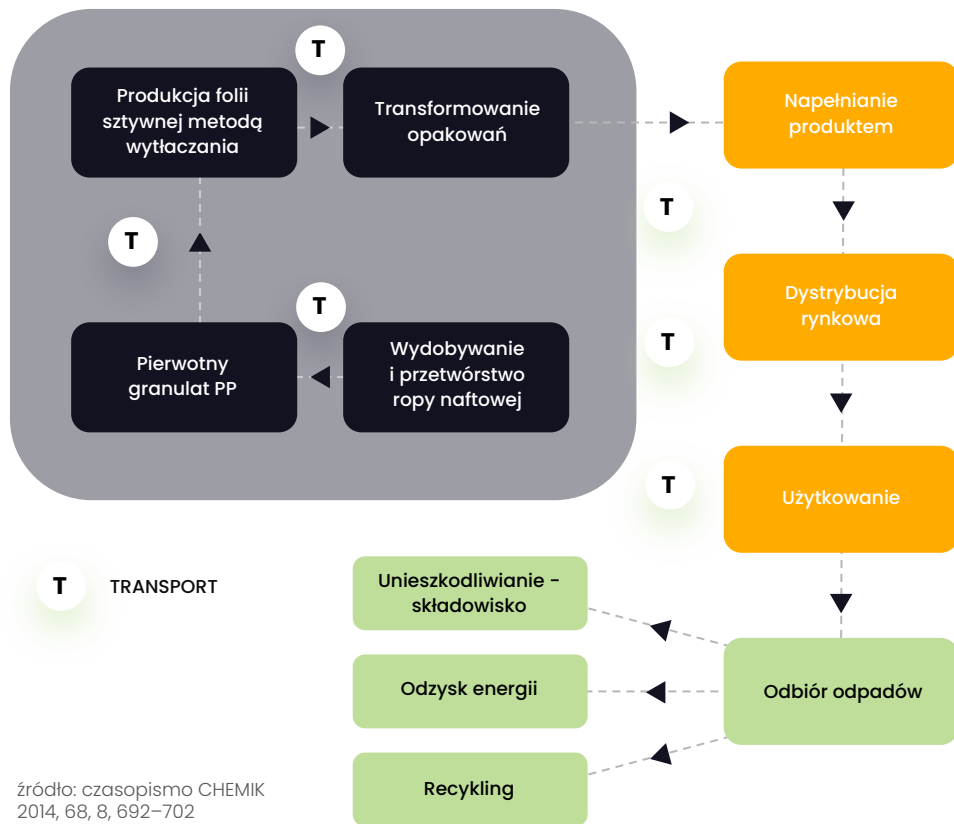 T
Produkcja folii
sztywnej metodą
wytłaczania
Transformowanie
opakowań
Napełnianie
produktem
T
T
T
Pierwotny
granulat PP
Wydobywanie
i przetwórstwo
ropy naftowej
Dystrybucja
rynkowa
T
T
Użytkowanie
T
TRANSPORT
Unieszkodliwianie -
składowisko
Odzysk energii
Recykling
Odbiór odpadów
źródło: czasopismo CHEMIK
2014, 68, 8, 692–702